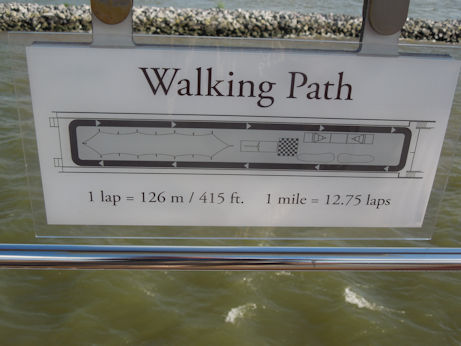 Walking Path
1 lap = 126 m / 415 ft. 1 mile = 12.75 laps